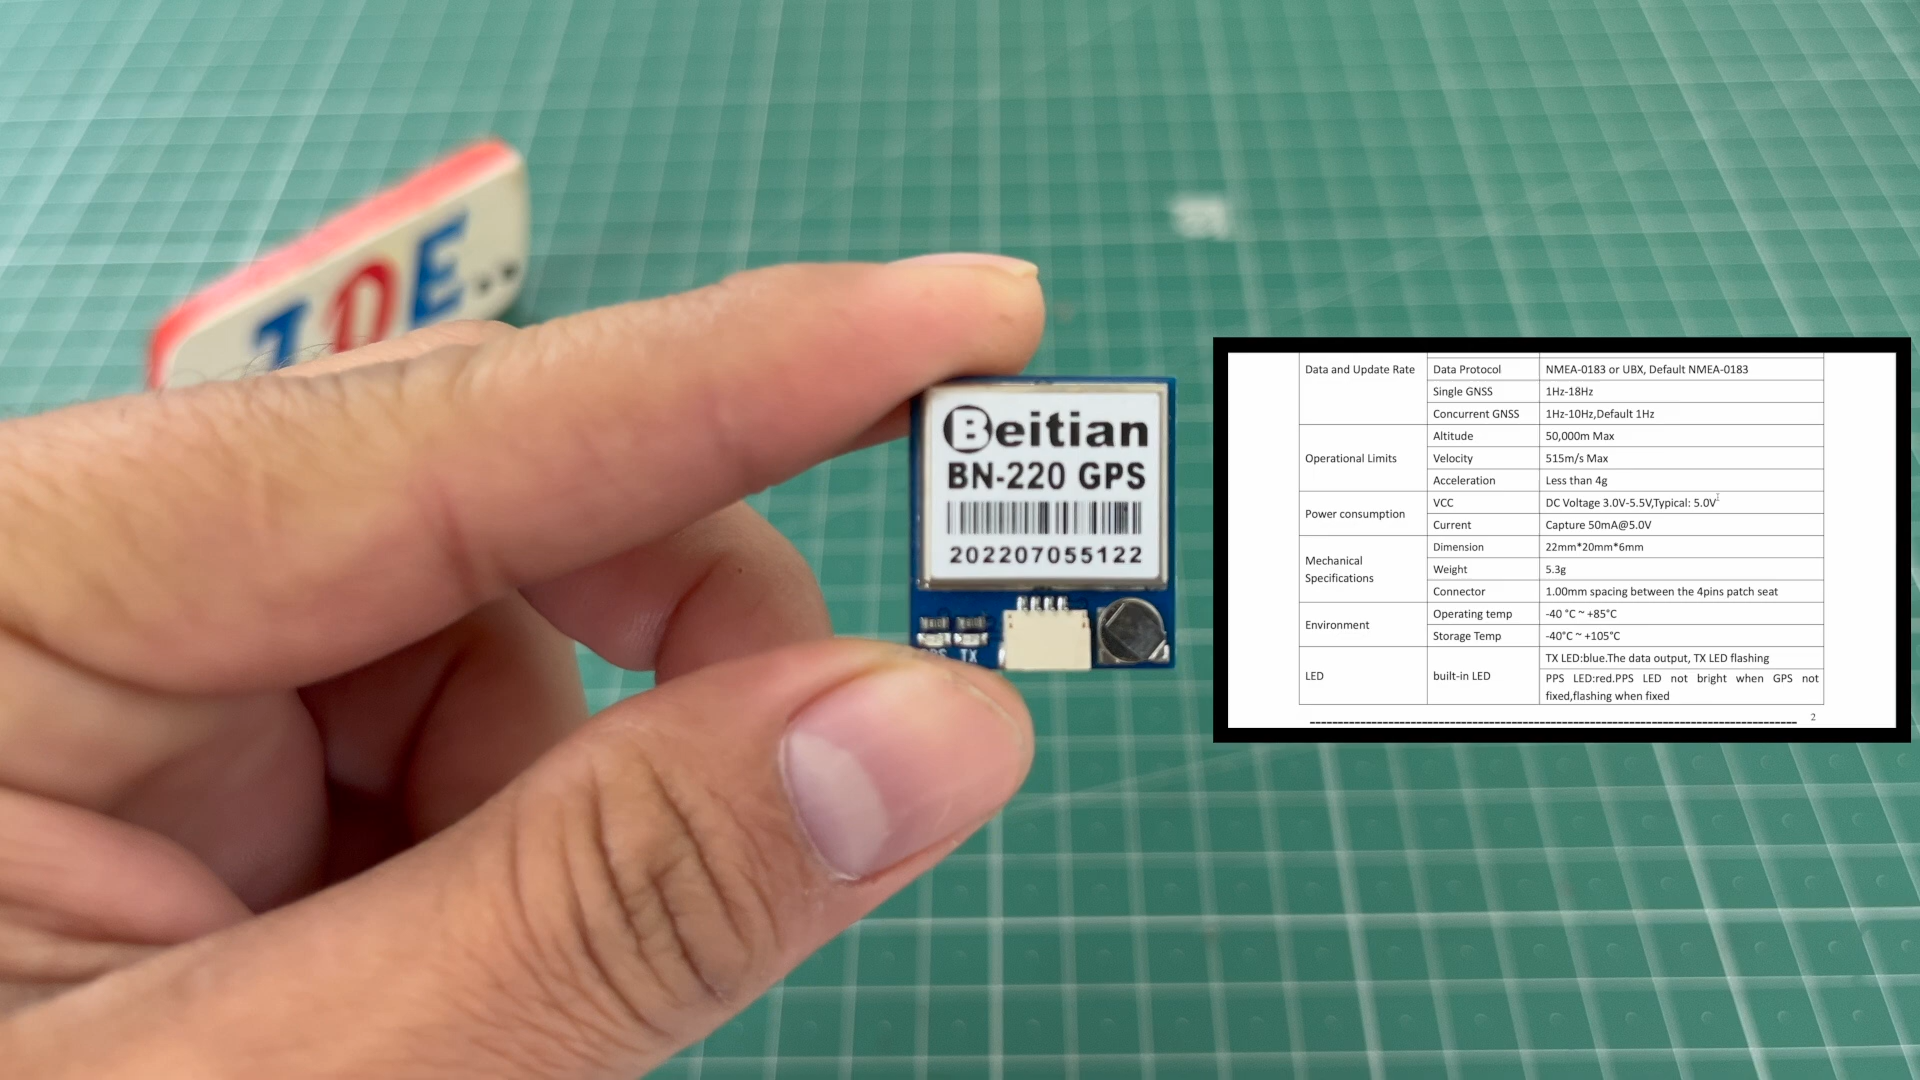 JOE
Beitian
BN-220 GPS
202207055122
TX
Data and Update Rate
Data Protocol
NMEA-0183 or UBX, Default NMEA-0183
Single GNSS
1Hz-18Hz
Concurrent GNSS
1Hz-10Hz,Default 1Hz
Operational Limits
Altitude
50,000m Max
Velocity
515m/s Max
Acceleration
Less than 4g
Power consumption
VCC
DC Voltage 3.0V-5.5V,Typical: 5.0V
Current
Capture 50mA@5.0V
Mechanical
Specifications
Dimension
22mm*20mm*6mm
Weight
5.3g
Connector
1.00mm spacing between the 4pins patch seat
Environment
Operating temp
-40 °C ~ +85°C
Storage Temp
-40°C ~ +105°C
LED
built-in LED
TX LED:blue.The data output, TX LED flashing
PPS LED:red.PPS LED not bright when GPS not
fixed,flashing when fixed
2